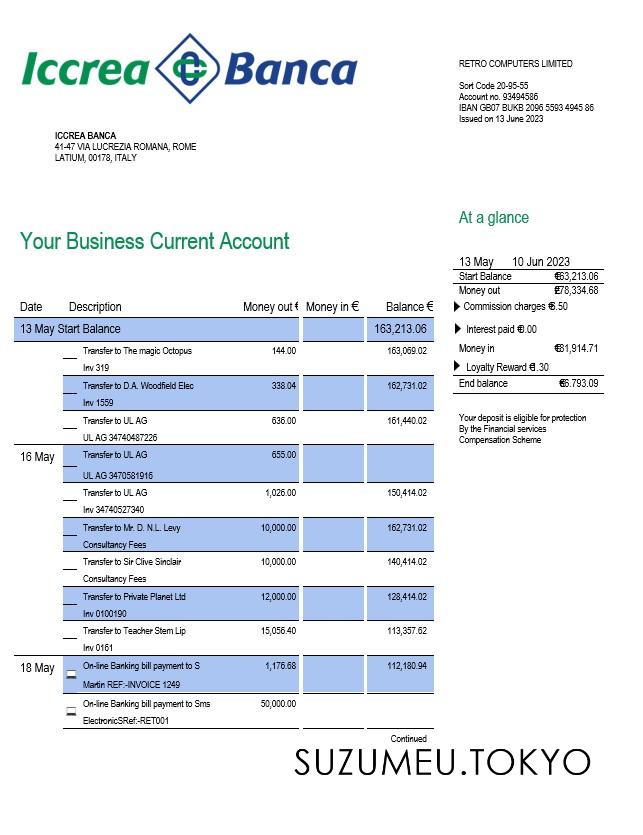 Iccrea Banca
RETRO COMPUTERS LIMITED
Sort Code 20-95-55
Account no. 93494586
IBAN GB07 BUKB 2096 5593 4945 86
Issued on 13 June 2023
ICCREA BANCA
41-47 VIA LUCREZIA ROMANA, ROME
LATIUM, 00178, ITALY
At a glance
Your Business Current Account
13 May 10 Jun 2023
Start Balance €63,213.06
Money out €78,334.68
Commission charges €6.50
Interest paid €0.00
Money in €31,914.71
Loyalty Reward €1.30
End balance €6.793.09
Your deposit is eligible for protection
By the Financial services
Compensation Scheme
Date Description Money out € Money in € Balance €
13 May Start Balance 163,213.06
Transfer to The magic Octopus 144.00 163,069.02
Inv 319
Transfer to D.A. Woodfield Elec 338.04 162,731.02
Inv 1559
Transfer to UL AG 636.00 161,440.02
UL AG 34740487226
16 May Transfer to UL AG 655.00
UL AG 3470581916
Transfer to UL AG 1,026.00 150,414.02
Inv 34740527340
Transfer to Mr. D. N.L. Levy 10,000.00 162,731.02
Consultancy Fees
Transfer to Sir Clive Sinclair 10,000.00 140,414.02
Consultancy Fees
Transfer to Private Planet Ltd 12,000.00 128,414.02
Inv 0100190
Transfer to Teacher Stem Lip 15,056.40 113,357.62
Inv 0161
18 May On-line Banking bill payment to S 1,176.68 112,180.94
Martin REF:-INVOICE 1249
On-line Banking bill payment to Sms 50,000.00
ElectronicSRef:-RET001
Continued
SUZUMEU.TOKYO